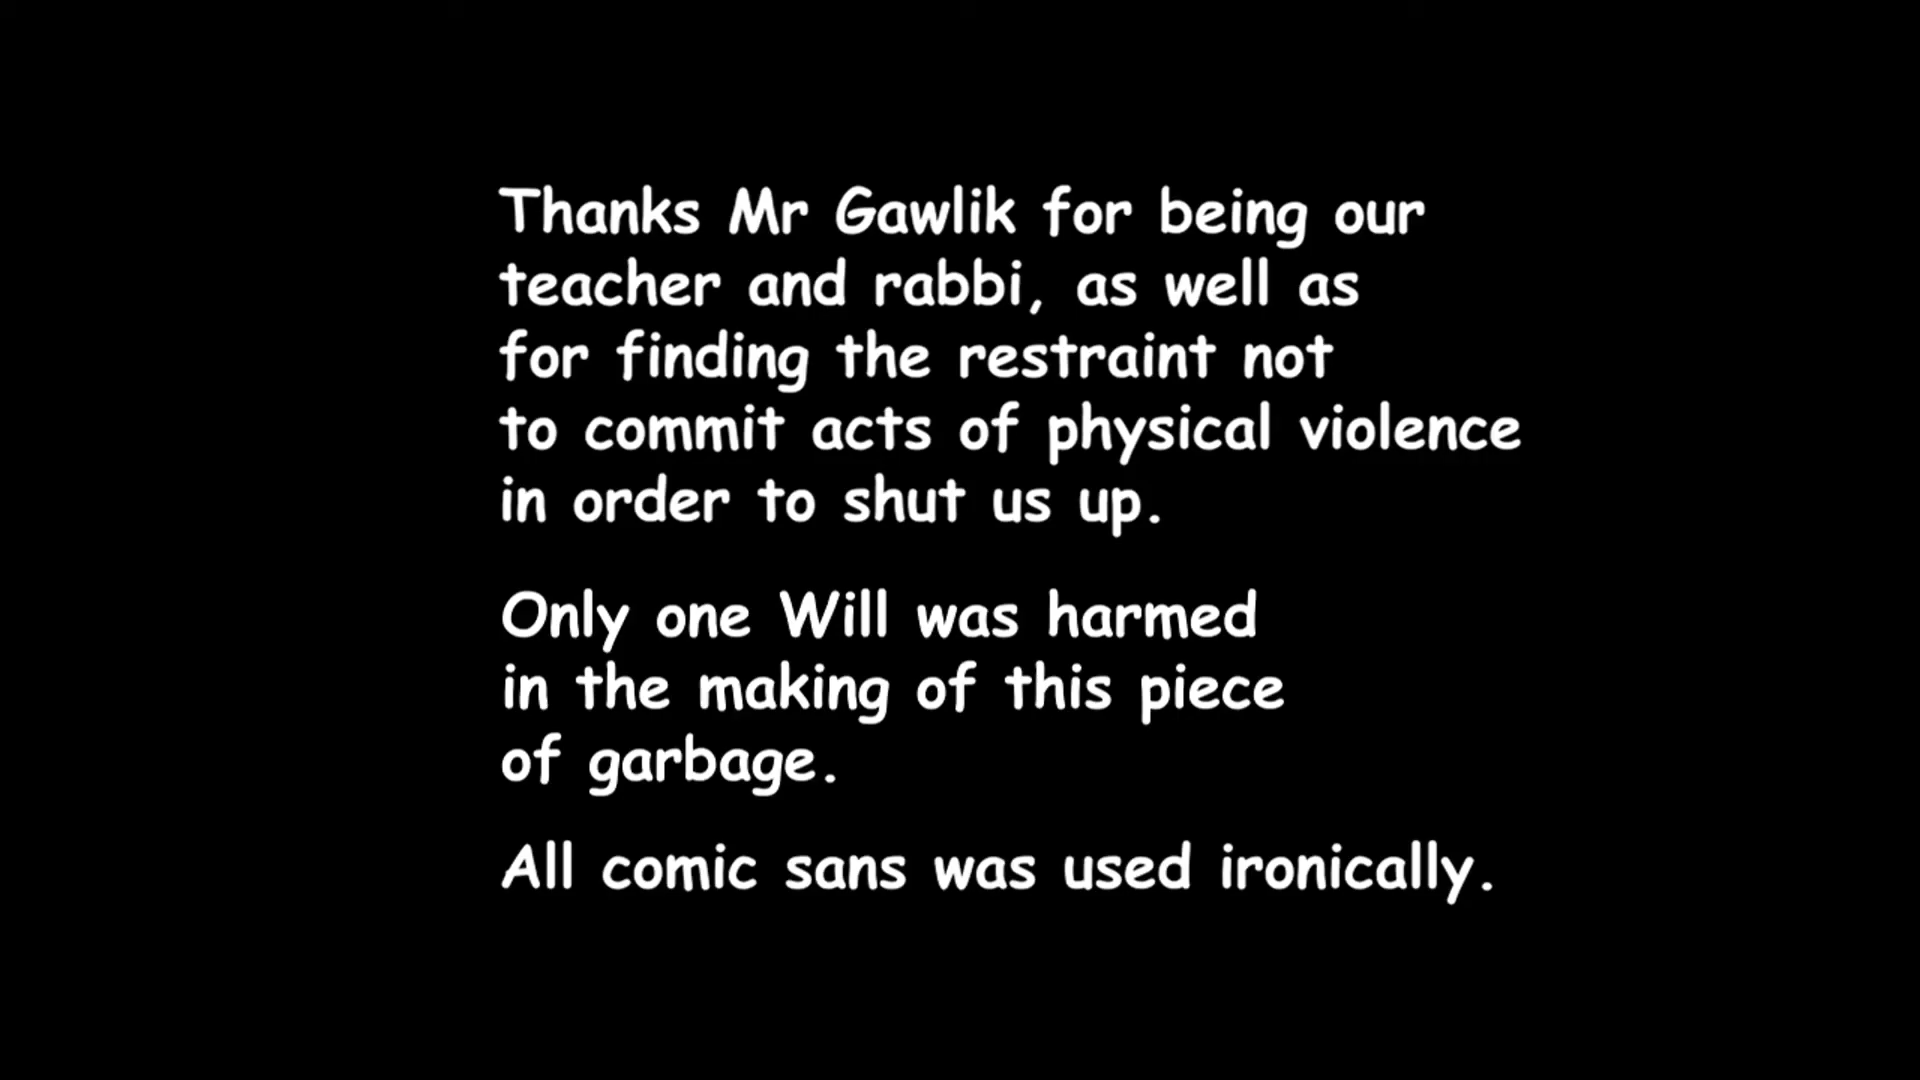 Thanks Mr Gawlik for being our
teacher and rabbi, as well as
for finding the restraint not
to commit acts of physical violence
in order to shut us up.
Only one Will was harmed
in the making of this piece
of garbage.
All comic sans was used ironically.